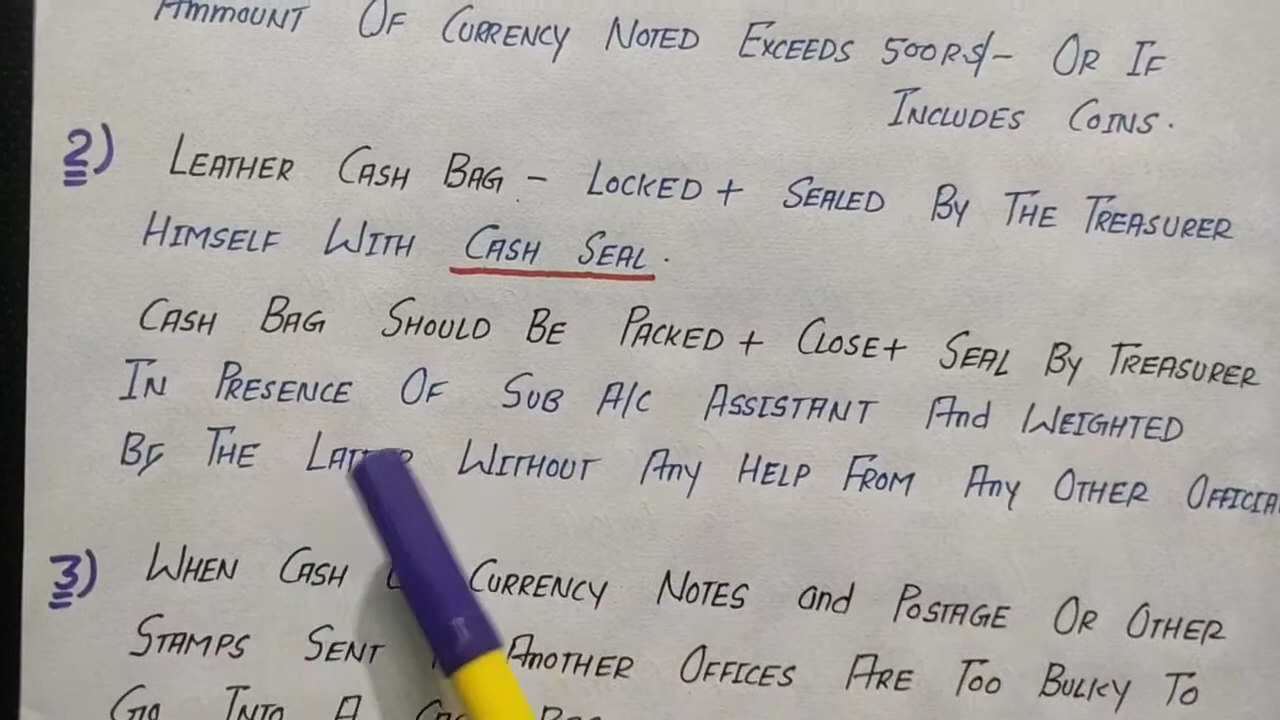 AMMOUNT OF CURRENCY NOTED EXCEEDS 500RS/- OR IF
INCLUDES COINS.
2) LEATHER CASH BAG - LOCKED + SEALED BY THE TREASURER
HIMSELF WITH CASH SEAL.
CASH BAG SHOULD BE PACKED + CLOSE+ SEAL BY TREASURER
IN PRESENCE OF SUB A/C ASSISTANT And WEIGHTED
BY THE WITHOUT Any HELP FROM Any OTHER
3) WHEN CASH CURRENCY NOTES and POSTAGE OR OTHER
STAMPS SENT ANOTHER OFFICES ARE TOO BULKY TO
GO INTO A